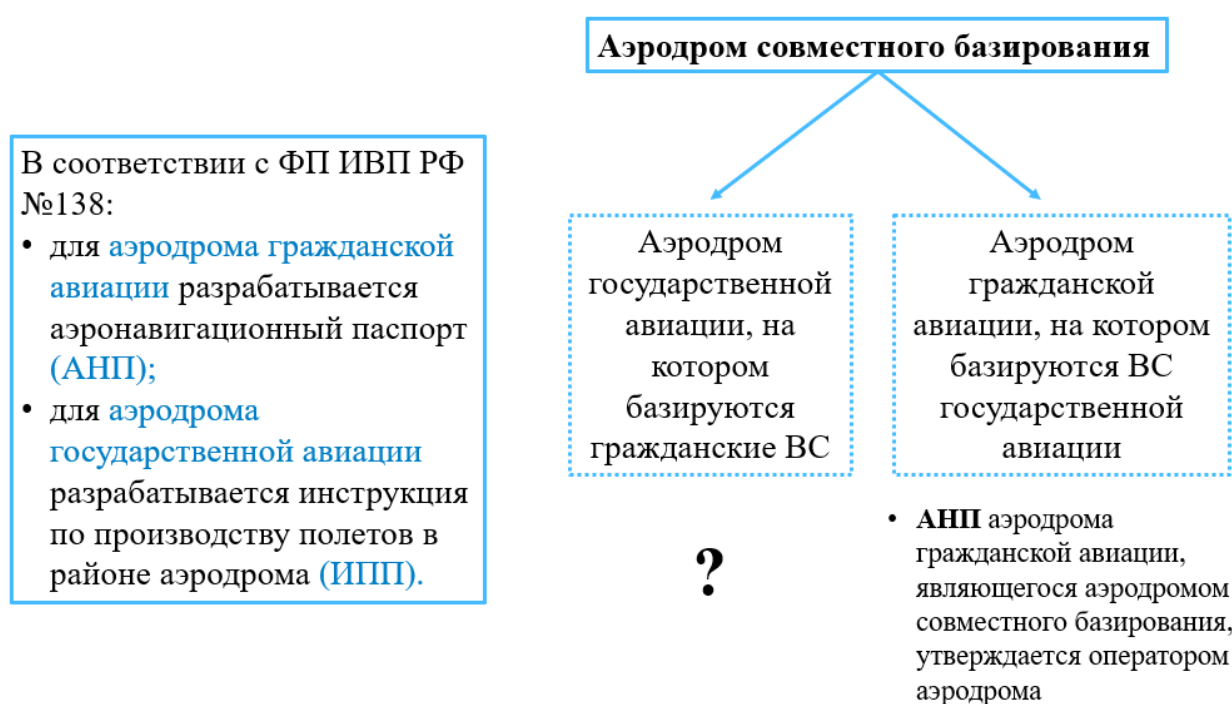 Аэродром совместного базирования
В соответствии с ФП ИВП РФ
№138:
• для аэродрома гражданской
авиации разрабатывается
аэронавигационный паспорт
(АНП);
• для аэродрома
государственной авиации
разрабатывается инструкция
по производству полетов в
районе аэродрома (ИПП).
Аэродром
государственной
авиации, на
котором
базируются
гражданские ВС
?
Аэродром
гражданской
авиации, на котором
базируются ВС
государственной
авиации
• АНП аэродрома
гражданской авиации,
являющегося аэродромом
совместного базирования,
утверждается оператором
аэродрома